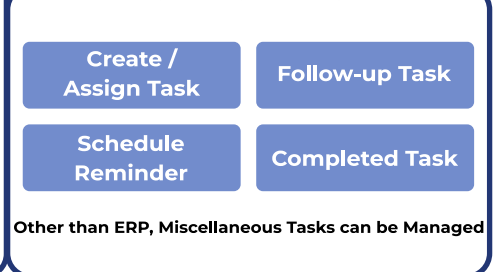 Create /
Assign Task
Follow-up Task
Schedule
Reminder
Completed Task
Other than ERP, Miscellaneous Tasks can be Managed